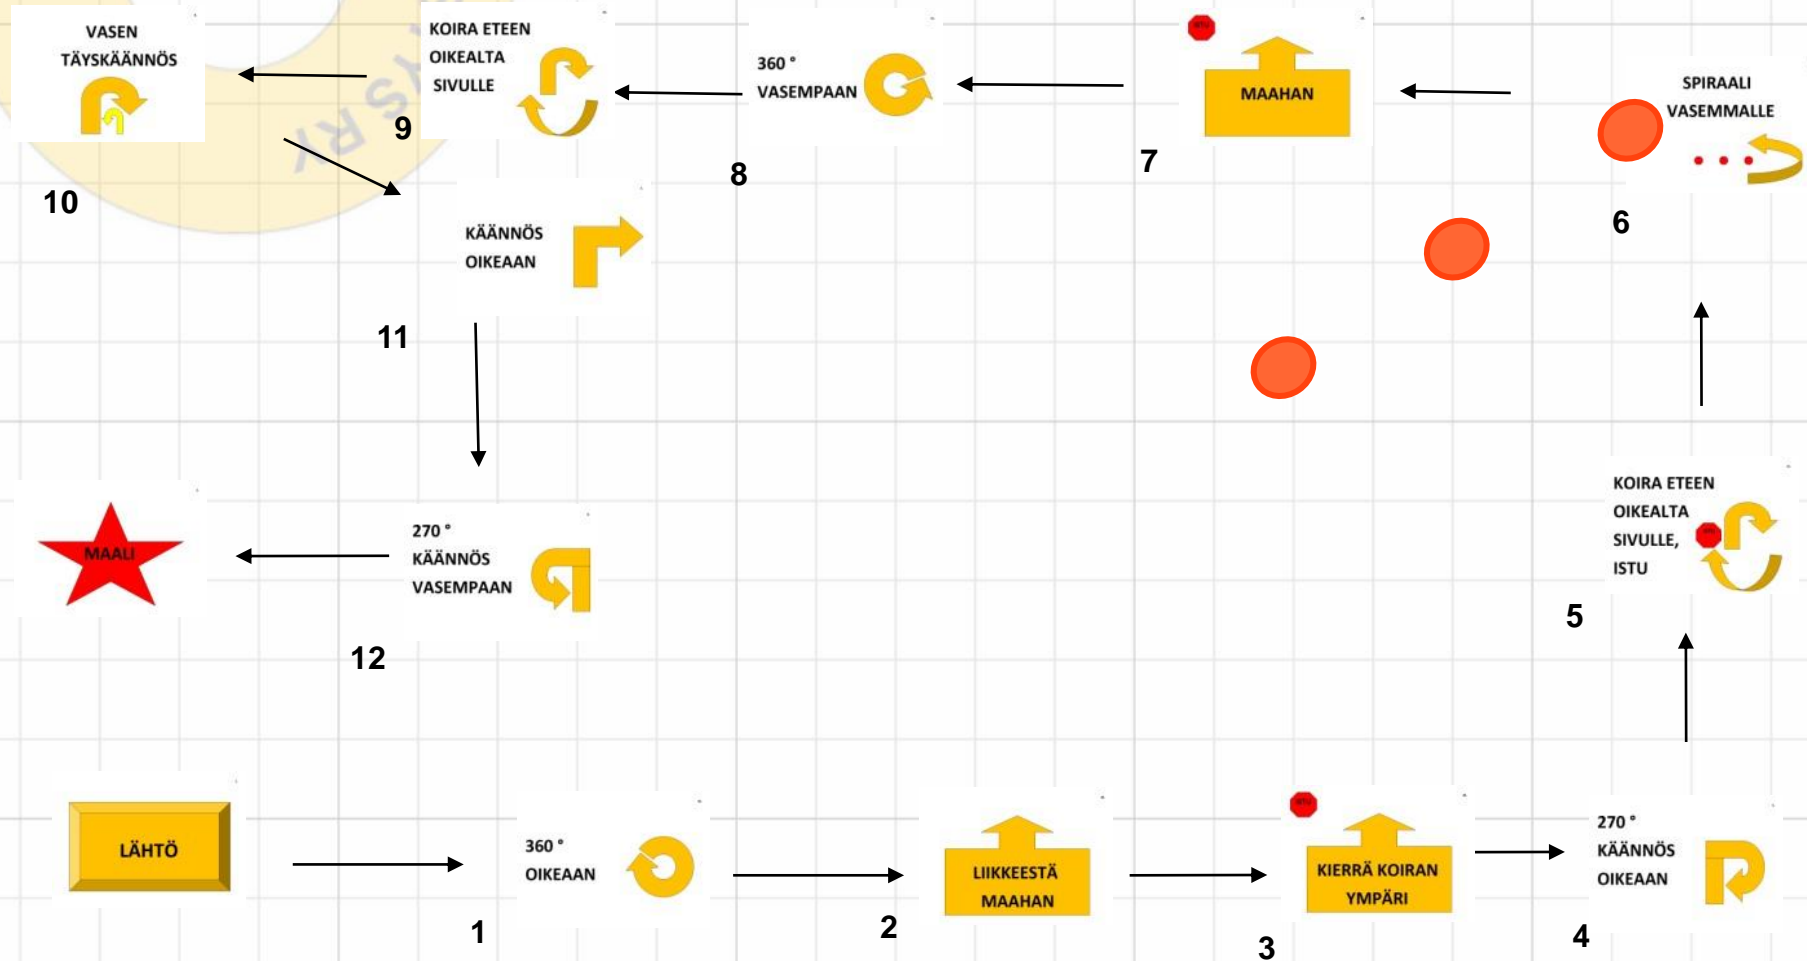 VASEN
TÄYSKÄÄNNÖS
10
KOIRA ETEEN
OIKEALTA
SIVULLE
9
360 °
VASEMPAAN
8
MAAHAN
7
SPIRAALI
VASEMMALLE
6
YS RY
KÄÄNNÖS
OIKEAAN
11
MAALI
270 °
KÄÄNNÖS
VASEMPAAN
12
KOIRA ETEEN
OIKEALTA
SIVULLE,
ISTU
5
LÄHTÖ
360 °
OIKEAAN
1
LIIKKEESTÄ
MAAHAN
2
KIERRÄ KOIRAN
YMPÄRI
3
270 °
KÄÄNNÖS
OIKEAAN
4